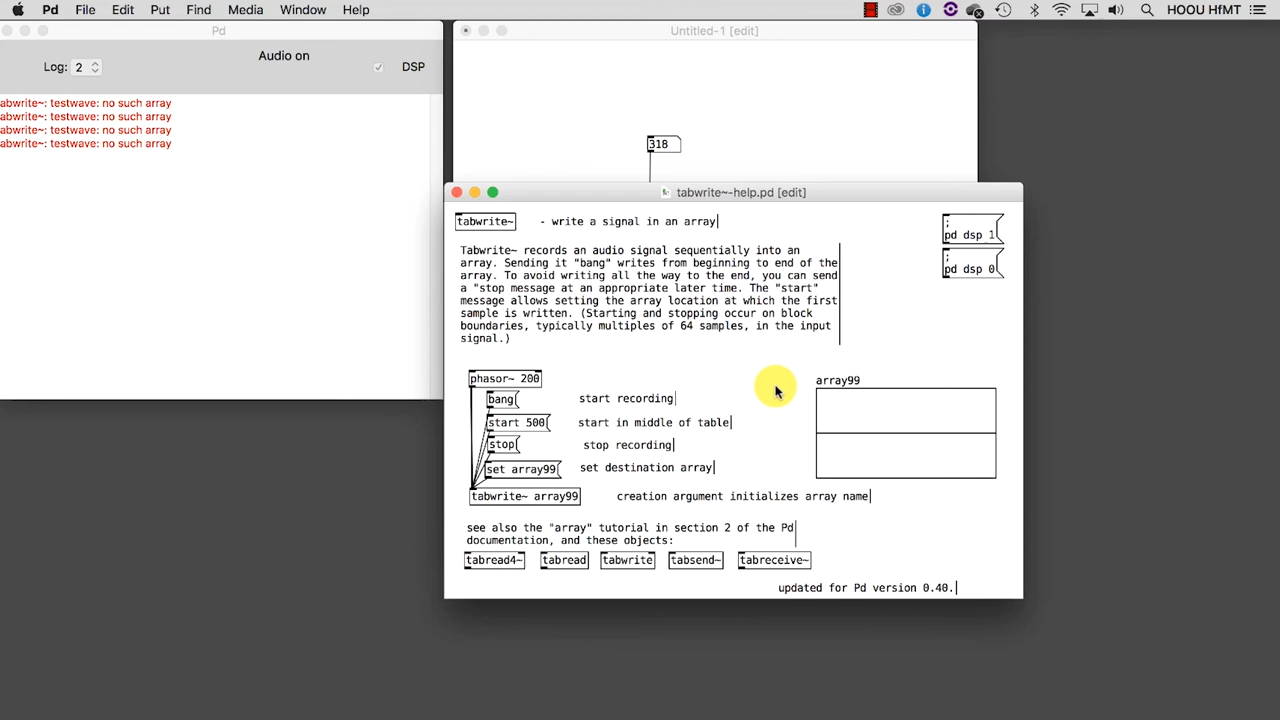 Pd File Edit Put Find Media Window Help HOOU HfMT
Pd
Log: 2
Audio on
DSP
abwrite~: testwave: no such array
abwrite~: testwave: no such array
abwrite~: testwave: no such array
abwrite~: testwave: no such array
Untitled-1 [edit]
318
tabwrite~-help.pd [edit]
tabwrite~ - write a signal in an array
;
pd dsp 1
;
pd dsp 0
Tabwrite~ records an audio signal sequentially into an
array. Sending it "bang" writes from beginning to end of the
array. To avoid writing all the way to the end, you can send
a "stop message at an appropriate later time. The "start"
message allows setting the array location at which the first
sample is written. (Starting and stopping occur on block
boundaries, typically multiples of 64 samples, in the input
signal.)
phasor~ 200
bang start recording
start 500 start in middle of table
stop stop recording
set array99 set destination array
tabwrite~ array99 creation argument initializes array name
array99
see also the "array" tutorial in section 2 of the Pd
documentation, and these objects:
tabread4~ tabread tabwrite tabsend~ tabreceive~
updated for Pd version 0.40.